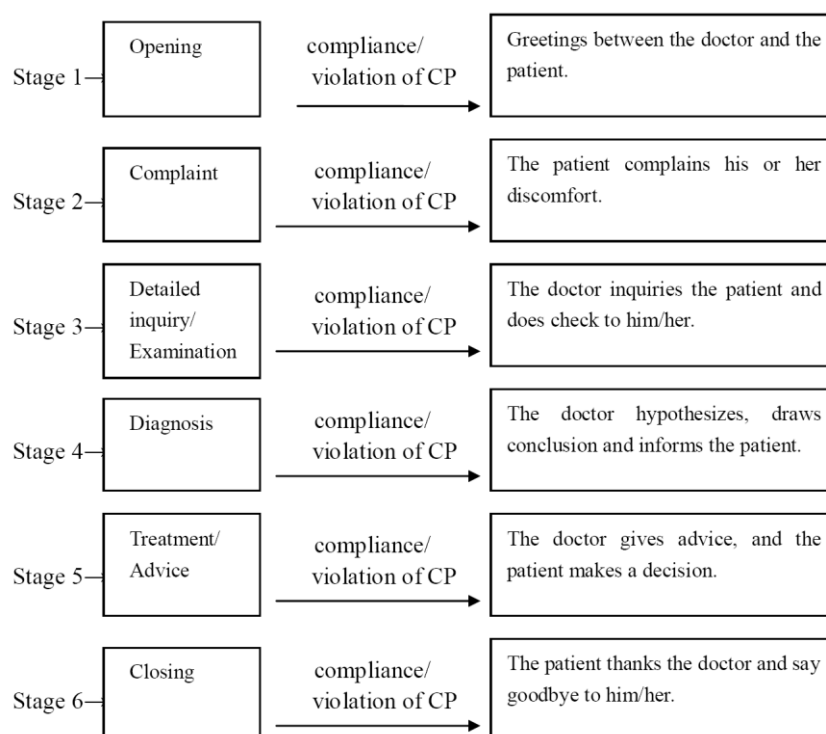 Stage 1
Opening
compliance/
violation of CP
Greetings between the doctor and the
patient.
Stage 2
Complaint
compliance/
violation of CP
The patient complains his or her
discomfort.
Stage 3
Detailed
inquiry/
Examination
compliance/
violation of CP
The doctor inquiries the patient and
does check to him/her.
Stage 4
Diagnosis
compliance/
violation of CP
The doctor hypothesizes, draws
conclusion and informs the patient.
Stage 5
Treatment/
Advice
compliance/
violation of CP
The doctor gives advice, and the
patient makes a decision.
Stage 6
Closing
compliance/
violation of CP
The patient thanks the doctor and say
goodbye to him/her.